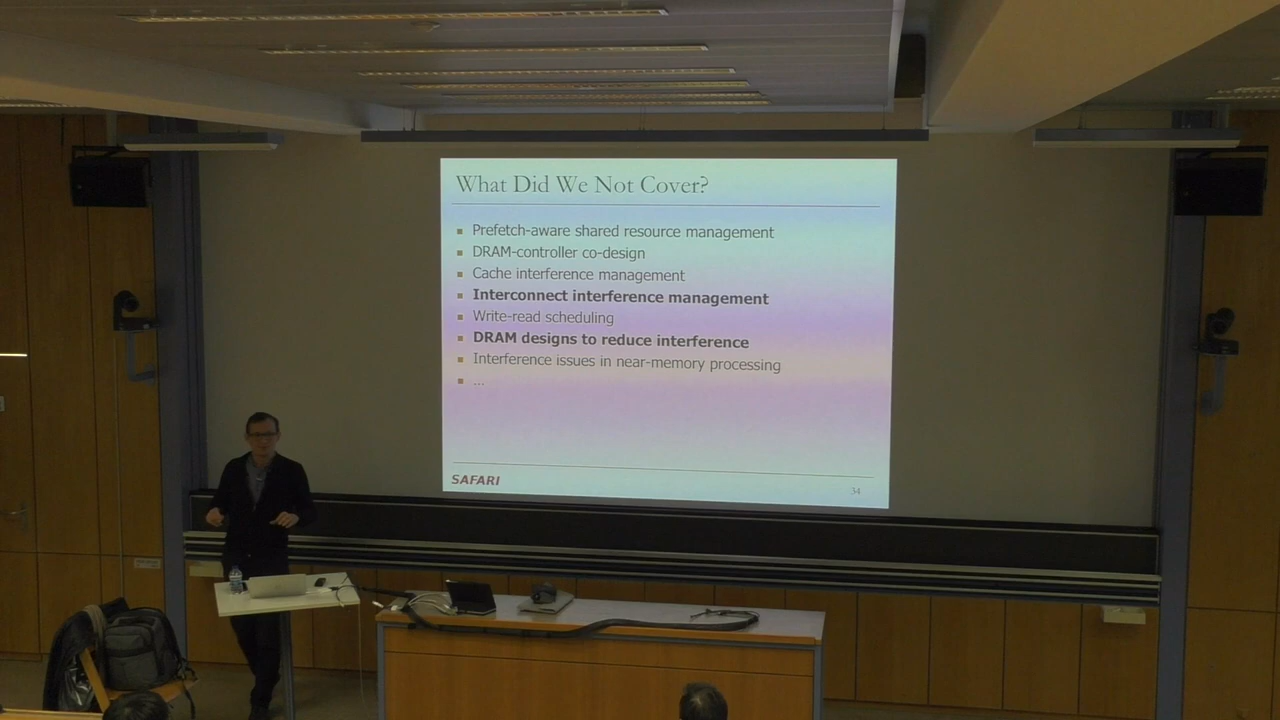 What Did We Not Cover?
Prefetch-aware shared resource management
DRAM-controller co-design
Cache interference management
Interconnect interference management
Write-read scheduling
DRAM designs to reduce interference
Interference issues in near-memory processing
...
SAFARI
34